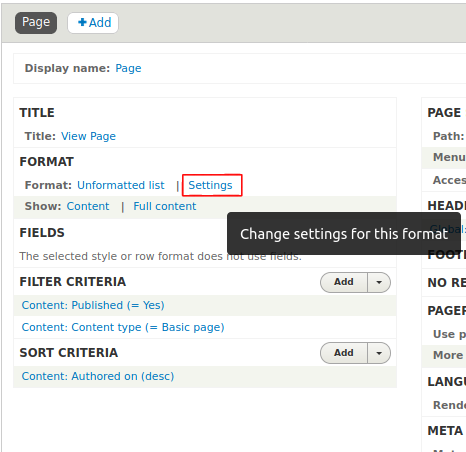 Page
+Add
Display name: Page
TITLE
Title: View Page
FORMAT
Format: Unformatted list | Settings
Show: Content | Full content
Change settings for this format
FIELDS
The selected style or row format does not use fields.
FILTER CRITERIA
Add
Content: Published (= Yes)
Content: Content type (= Basic page)
SORT CRITERIA
Add
Content: Authored on (desc)
PAGE
Path:
Menu
Acces
HEADE
FOOT
NO RE
PAGER
Use p
More
LANGU
Rende
META